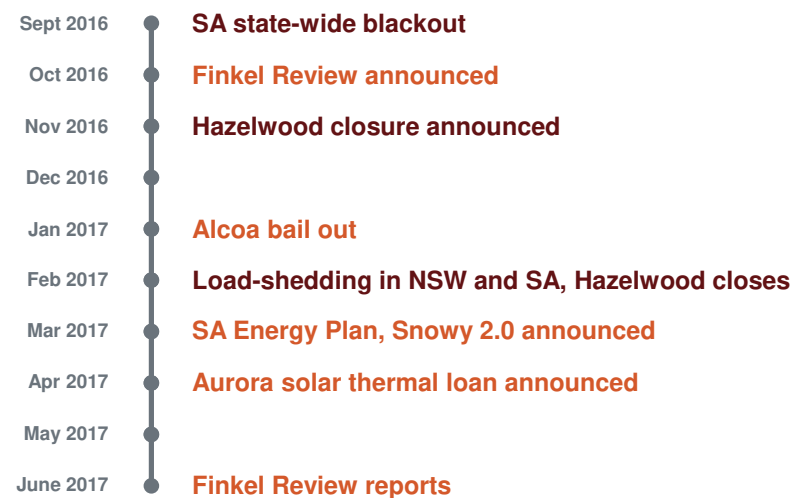 Sept 2016 SA state-wide blackout
Oct 2016 Finkel Review announced
Nov 2016 Hazelwood closure announced
Dec 2016
Jan 2017 Alcoa bail out
Feb 2017 Load-shedding in NSW and SA, Hazelwood closes
Mar 2017 SA Energy Plan, Snowy 2.0 announced
Apr 2017 Aurora solar thermal loan announced
May 2017
June 2017 Finkel Review reports